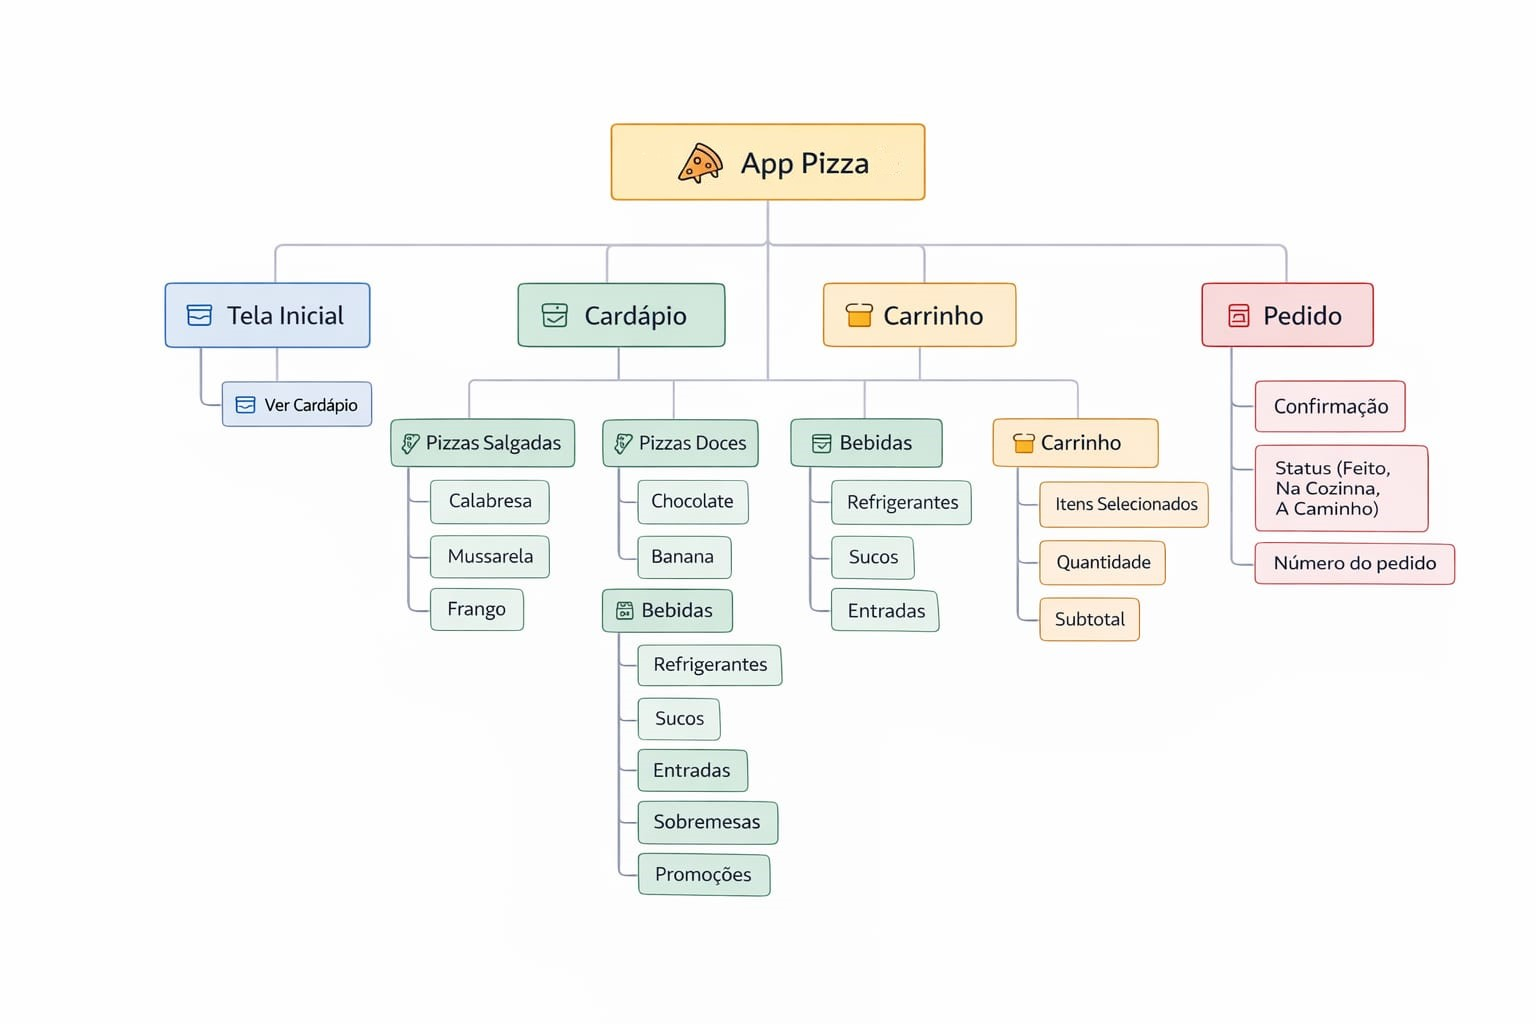 App Pizza
Tela Inicial
Cardápio
Carrinho
Pedido
Ver Cardápio
Pizzas Salgadas
Calabresa
Mussarela
Frango
Pizzas Doces
Chocolate
Banana
Bebidas
Refrigerantes
Sucos
Entradas
Sobremesas
Promoções
Bebidas
Refrigerantes
Sucos
Entradas
Carrinho
Itens Selecionados
Quantidade
Subtotal
Confirmação
Status (Feito,
Na Cozinna,
A Caminho)
Número do pedido